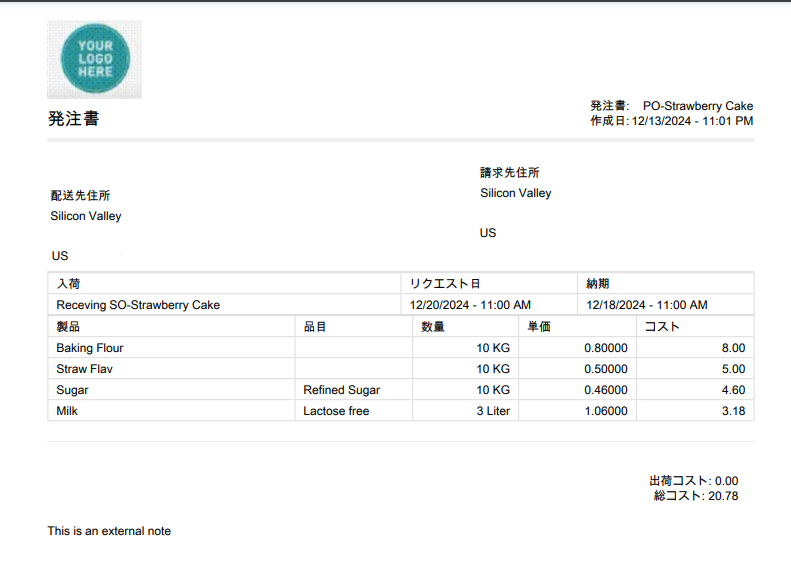 YOUR
LOGO
HERE
発注書
発注書: PO-Strawberry Cake
作成日: 12/13/2024 - 11:01 PM
請求先住所
Silicon Valley
US
配送先住所
Silicon Valley
US
入荷 リクエスト日 納期
Receving SO-Strawberry Cake 12/20/2024 - 11:00 AM 12/18/2024 - 11:00 AM
製品 品目 数量 単価 コスト
Baking Flour 10 KG 0.80000 8.00
Straw Flav 10 KG 0.50000 5.00
Sugar Refined Sugar 10 KG 0.46000 4.60
Milk Lactose free 3 Liter 1.06000 3.18
出荷コスト: 0.00
総コスト: 20.78
This is an external note